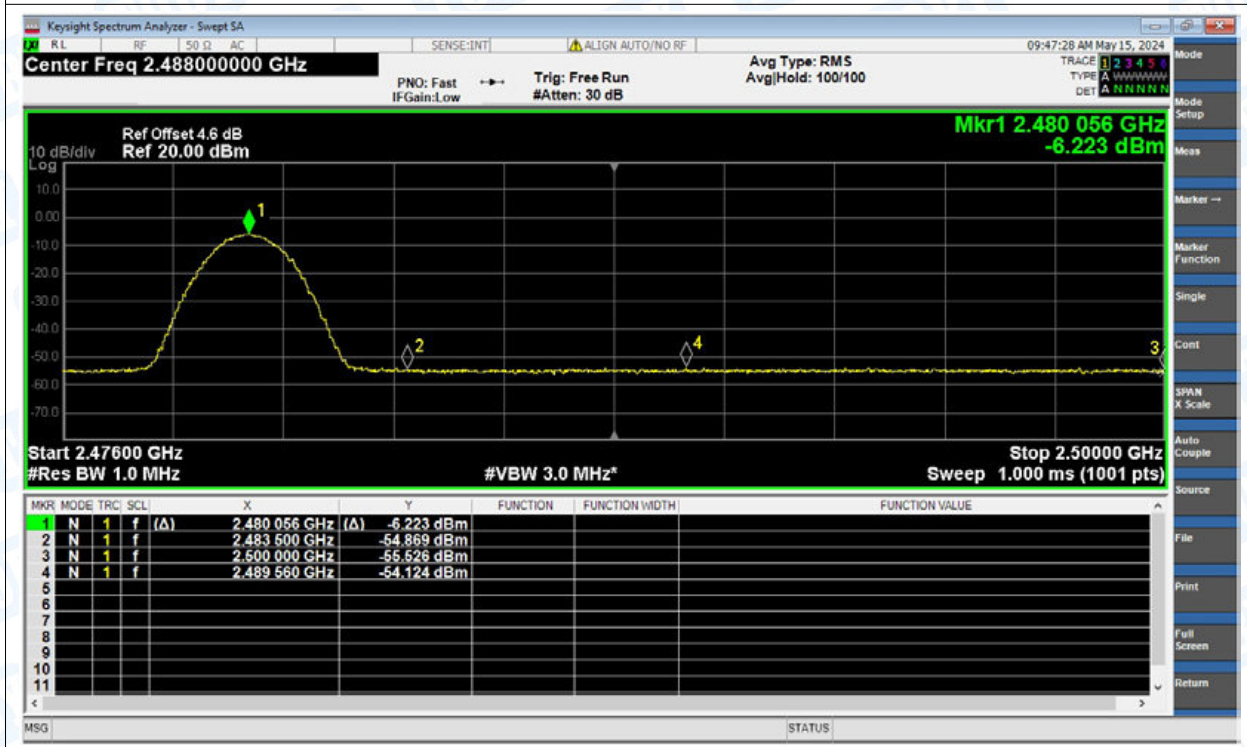 Keysight Spectrum Analyzer - Swept SA
RL RF 50 Ω AC SENSE:INT ALIGN AUTO/NO RF 09:47:28 AM May 15, 2024
Center Freq 2.488000000 GHz
PNO: Fast
IFGain:Low
Trig: Free Run
#Atten: 30 dB
Avg Type: RMS
Avg|Hold: 100/100
TRACE 1 2 3 4 5 6
TYPE A WWWWW
DET A N N N N N
Ref Offset 4.6 dB
10 dB/div Ref 20.00 dBm
Log
Mkr1 2.480 056 GHz
-6.223 dBm
10.0
0.00
-10.0
-20.0
-30.0
-40.0
-50.0
-60.0
-70.0
1
2
4
3
Start 2.47600 GHz
#Res BW 1.0 MHz
#VBW 3.0 MHz*
Stop 2.50000 GHz
Sweep 1.000 ms (1001 pts)
MKR MODE TRC SCL X Y FUNCTION FUNCTION WIDTH FUNCTION VALUE
1 N 1 f (Δ) 2.480 056 GHz (Δ) -6.223 dBm
2 N 1 f 2.483 500 GHz -54.869 dBm
3 N 1 f 2.500 000 GHz -55.526 dBm
4 N 1 f 2.489 560 GHz -54.124 dBm
5
6
7
8
9
10
11
MSG STATUS
Mode
Mode
Setup
Meas
Marker →
Marker
Function
Single
Cont
SPAN
X Scale
Auto
Couple
Source
File
Print
Full
Screen
Return